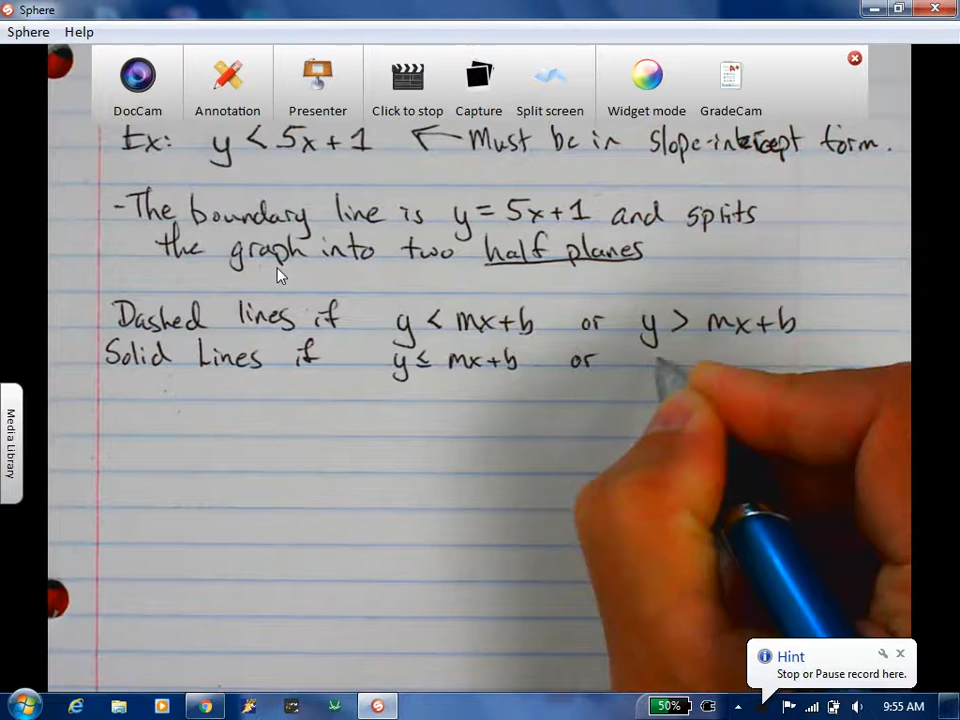 Sphere
Sphere Help
DocCam Annotation Presenter Click to stop Capture Split screen Widget mode GradeCam
A+
Ex: y < 5x+1 ← Must be in slope-intercept form.
-The boundary line is y = 5x+1 and splits
the graph into two half planes
Dashed lines if y < mx+b or y > mx+b
Solid Lines if y ≤ mx+b or
Media Library
Hint
Stop or Pause record here.
50% 9:55 AM